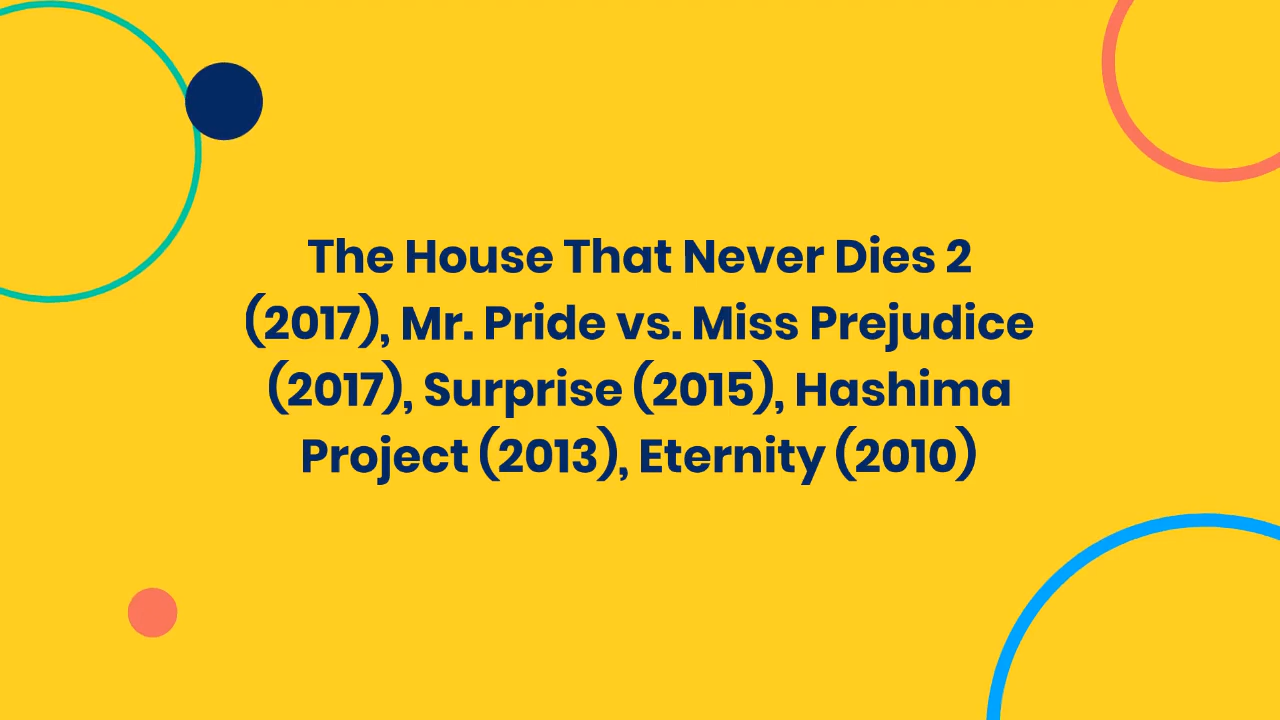 The House That Never Dies 2
(2017), Mr. Pride vs. Miss Prejudice
(2017), Surprise (2015), Hashima
Project (2013), Eternity (2010)